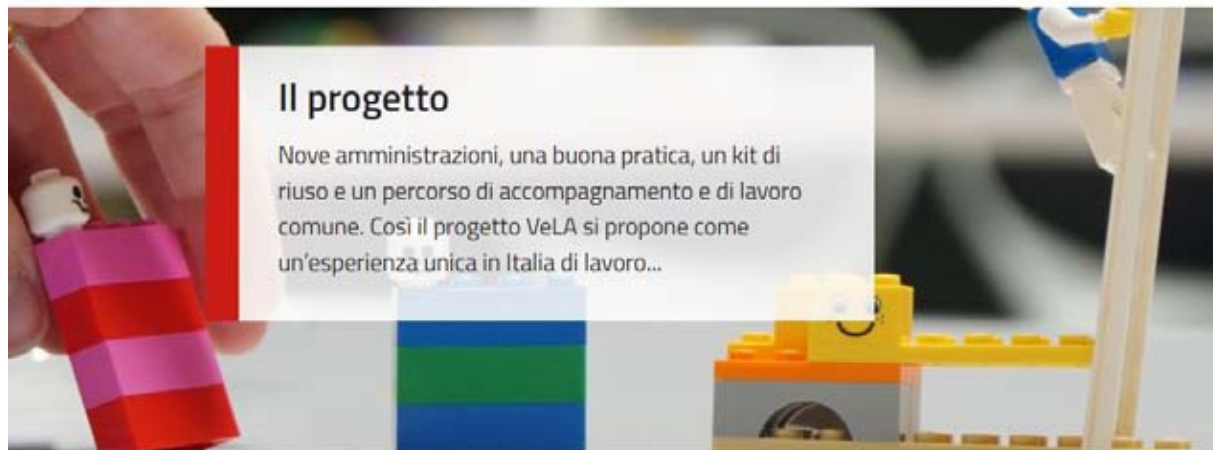 Il progetto
Nove amministrazioni, una buona pratica, un kit di
riuso e un percorso di accompagnamento e di lavoro
comune. Così il progetto VeLA si propone come
un'esperienza unica in Italia di lavoro...